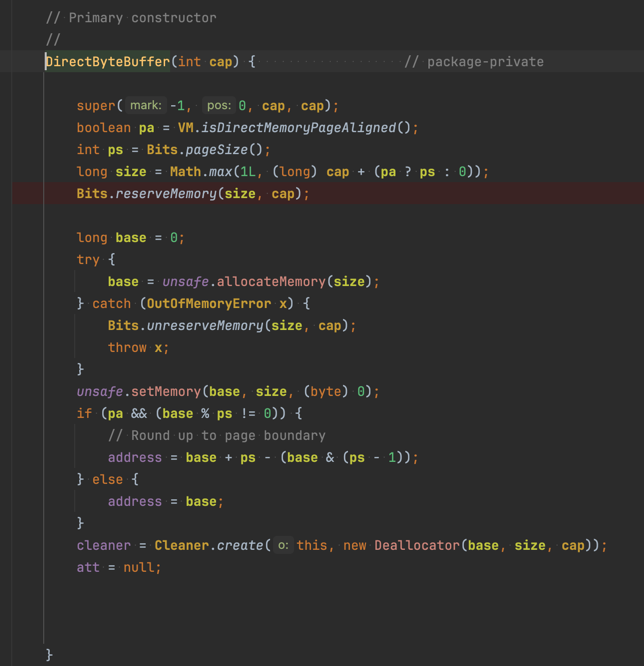 // Primary constructor
//
DirectByteBuffer(int cap) {                   // package-private
super( mark: -1, pos: 0, cap, cap);
boolean pa = VM.isDirectMemoryPageAligned();
int ps = Bits.pageSize();
long size = Math.max(1L, (long) cap + (pa ? ps : 0));
Bits.reserveMemory(size, cap);
long base = 0;
try {
base = unsafe.allocateMemory(size);
} catch (OutOfMemoryError x) {
Bits.unreserveMemory(size, cap);
throw x;
}
unsafe.setMemory(base, size, (byte) 0);
if (pa && (base % ps != 0)) {
// Round up to page boundary
address = base + ps - (base & (ps - 1));
} else {
address = base;
}
cleaner = Cleaner.create( o: this, new Deallocator(base, size, cap));
att = null;
}